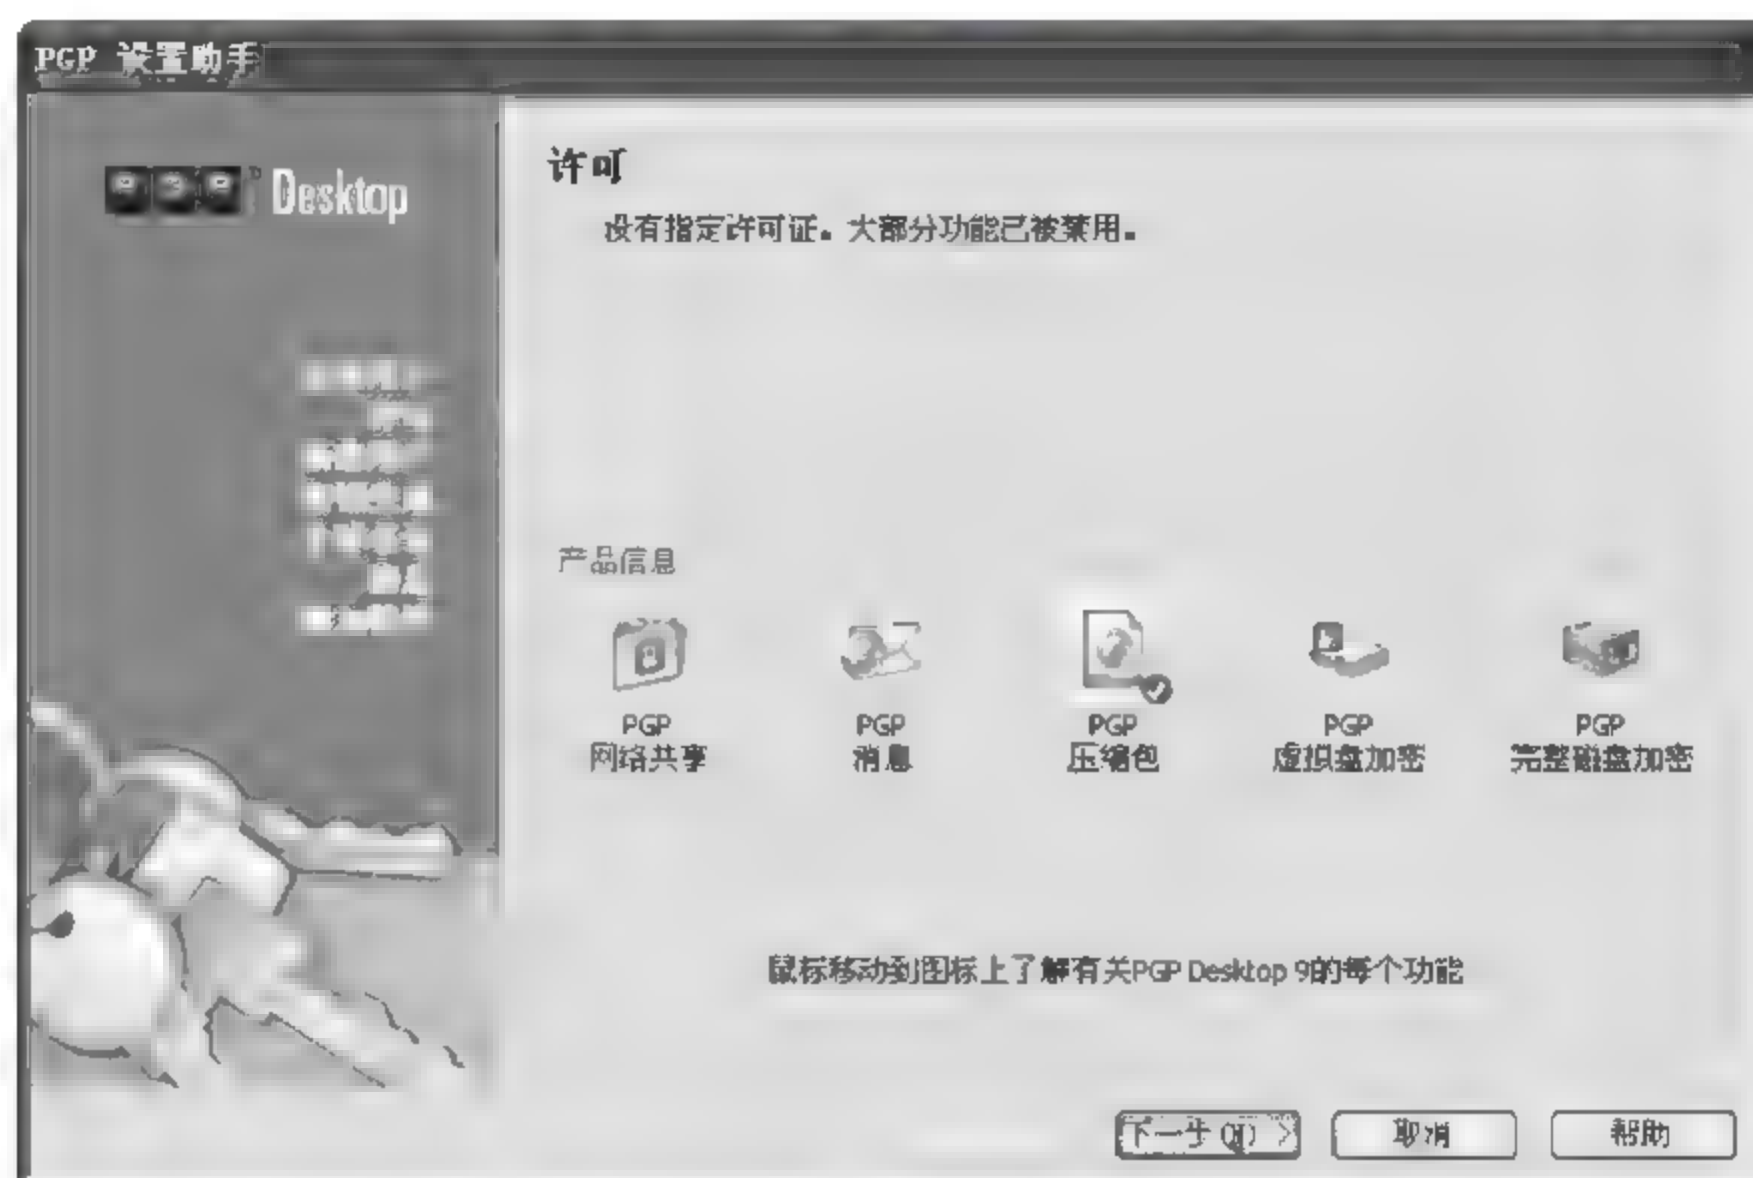 PGP 设置助手
Desktop
许可
没有指定许可证。大部分功能已被禁用。
产品信息
PGP
网络共享
PGP
消息
PGP
压缩包
PGP
虚拟盘加密
PGP
完整磁盘加密
鼠标移动到图标上了解有关PGP Desktop 9的每个功能
下一步(N) >
取消
帮助